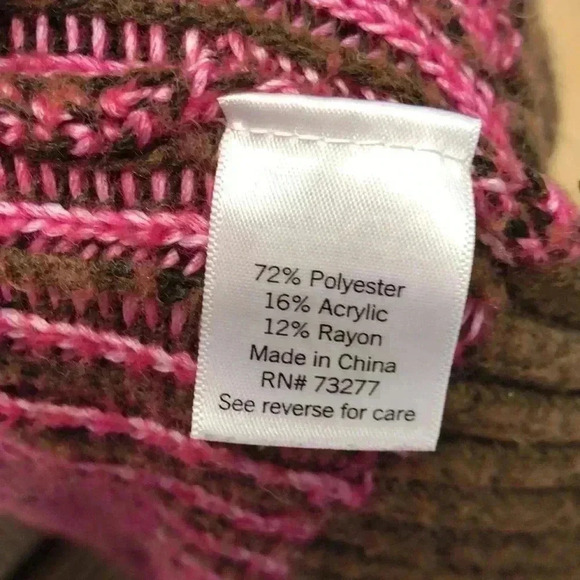 72% Polyester
16% Acrylic
12% Rayon
Made in China
RN# 73277
See reverse for care